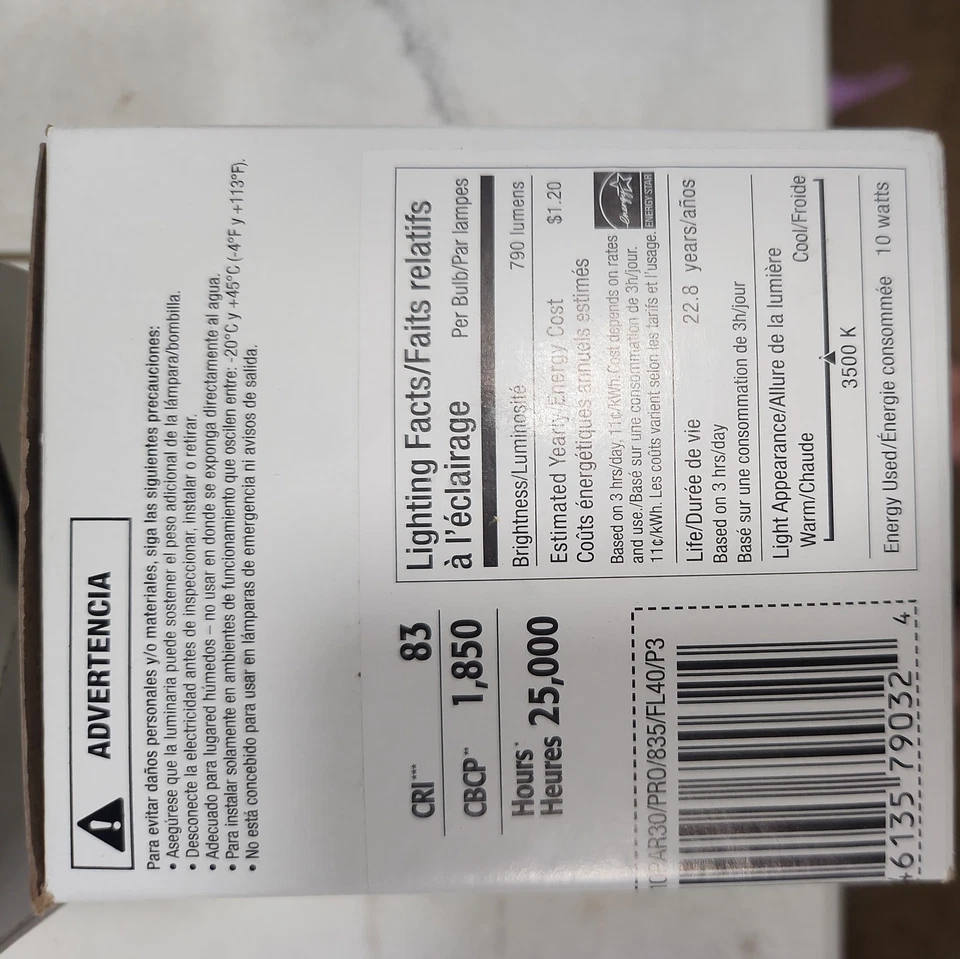 ADVERTENCIA
Para evitar daños personales y/o materiales, siga las siguientes precauciones:
• Asegúrese que la luminaria puede sostener el peso adicional de la lámpara/bombilla.
• Desconecte la electricidad antes de inspeccionar, instalar o retirar.
• Adecuado para lugared húmedos – no usar en donde se exponga directamente al agua.
• Para instalar solamente en ambientes de funcionamiento que oscilen entre: -20°C y +45°C (-4°F y +113°F).
• No está concebido para usar en lámparas de emergencia ni avisos de salida.
CRI*** 83
CBCP** 1,850
Hours*
Heures 25,000
10PAR30/PRO/835/FL40/P3
46135 79032 4
Lighting Facts/Faits relatifs
à l'éclairage Per Bulb/Par lampes
Brightness/Luminosité 790 lumens
Estimated Yearly Energy Cost $1.20
Coûts énergétiques annuels estimés
Based on 3 hrs/day, 11¢/kWh. Cost depends on rates
and use./Basé sur une consommation de 3h/jour.
11¢/kWh. Les coûts varient selon les tarifs et l'usage.
energy
ENERGY STAR
Life/Durée de vie 22.8 years/años
Based on 3 hrs/day
Basé sur une consommation de 3h/jour
Light Appearance/Allure de la lumière
Warm/Chaude Cool/Froide
3500 K
Energy Used/Énergie consommée 10 watts